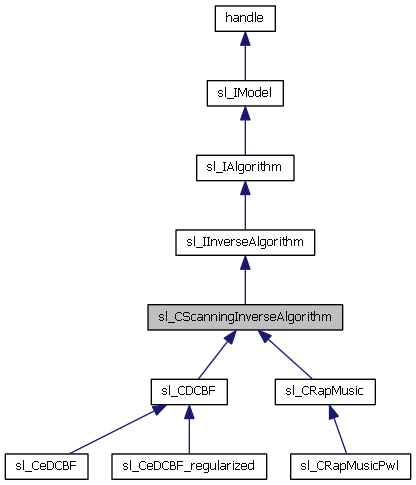 handle
sl_IModel
sl_IAlgorithm
sl_IInverseAlgorithm
sl_CScanningInverseAlgorithm
sl_CDCBF
sl_CRapMusic
sl_CeDCBF
sl_CeDCBF_regularized
sl_CRapMusicPwl